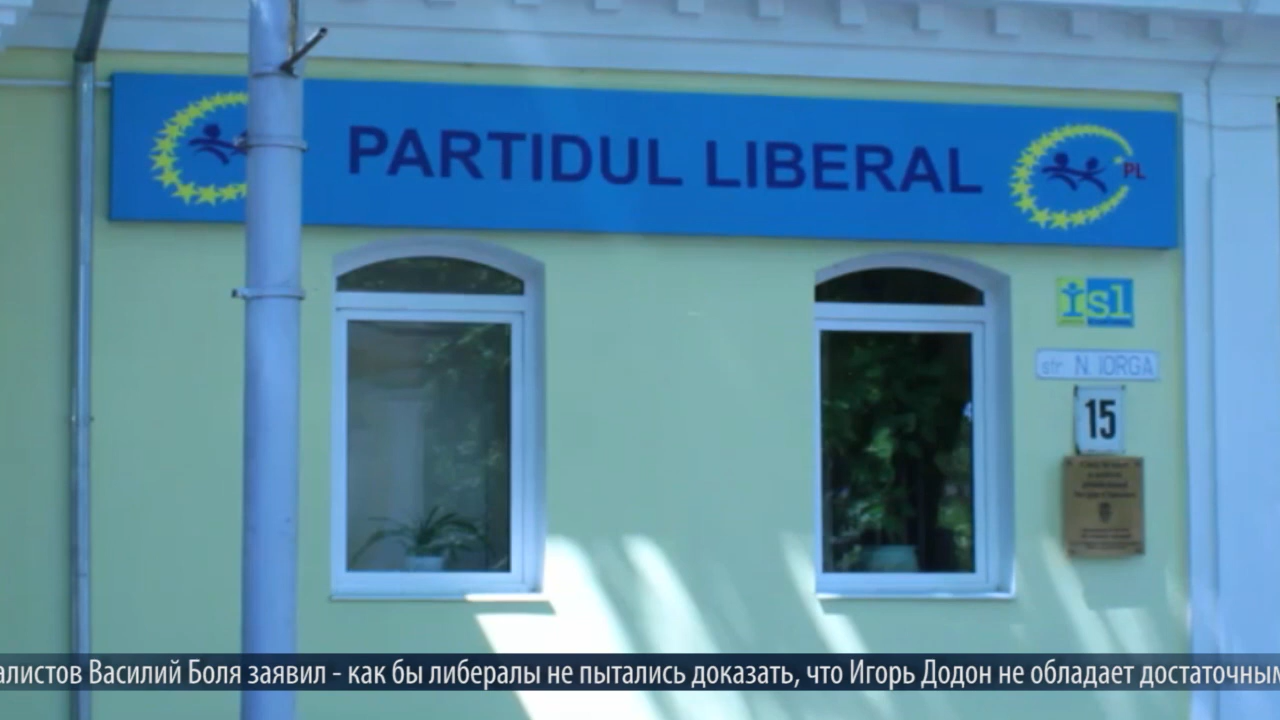 PARTIDUL LIBERAL
PL
isl
str N. IORGA
15
алистов Василий Боля заявил - как бы либералы не пытались доказать, что Игорь Додон не обладает достаточным